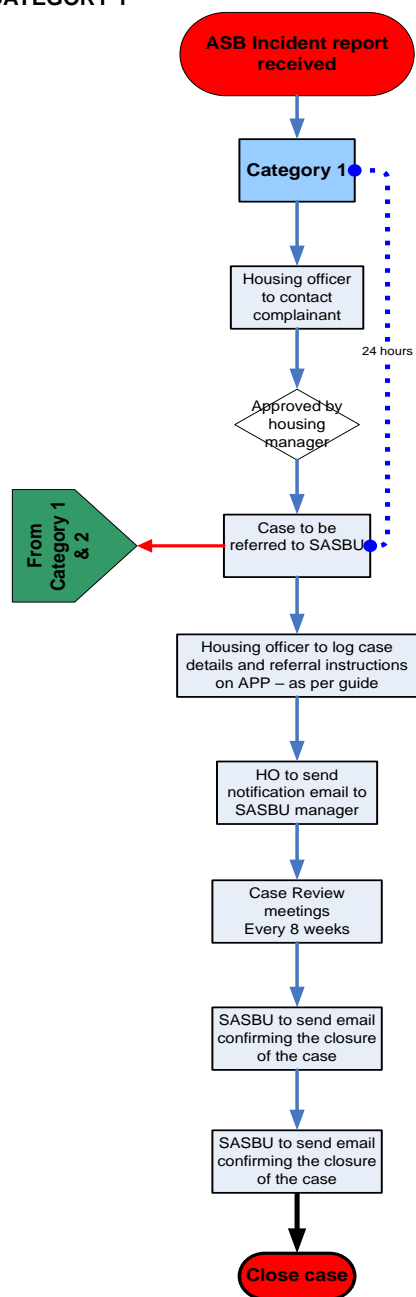 CATEGORY 1
ASB Incident report
received
Category 1
Housing officer
to contact
complainant
24 hours
Approved by
housing
manager
From
Category 1
& 2
Case to be
referred to SASBU
Housing officer to log case
details and referral instructions
on APP – as per guide
HO to send
notification email to
SASBU manager
Case Review
meetings
Every 8 weeks
SASBU to send email
confirming the closure
of the case
SASBU to send email
confirming the closure
of the case
Close case